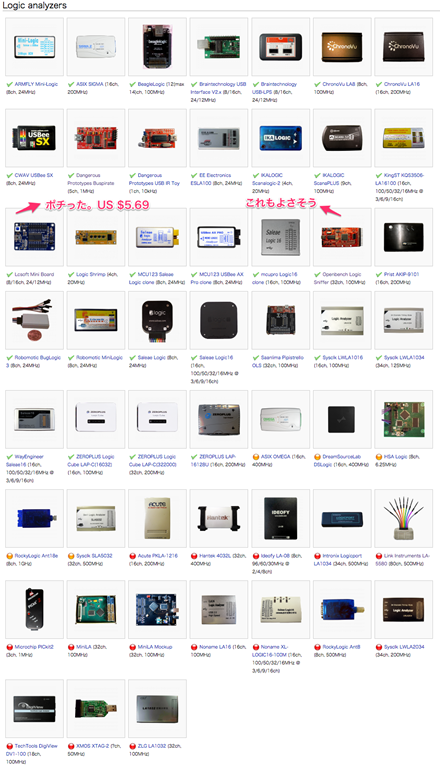 Logic analyzers
ARMFLY Mini-Logic (8ch, 24MHz)
ASIX SIGMA (16ch, 200MHz)
BeagleLogic (12(max 14)ch, 100MHz)
Braintechnology USB Interface V2.x (8/16ch, 24/12MHz)
Braintechnology USB-LPS (8/16ch, 24/12MHz)
ChronoVu LA8 (8ch, 100MHz)
ChronoVu LA16 (16ch, 200MHz)
CWAV USBee SX (8ch, 24MHz)
Dangerous Prototypes Buspirate (5ch, 1MHz)
Dangerous Prototypes USB IR Toy (1ch, 10kHz)
EE Electronics ESLA100 (8ch, 24MHz)
IKALOGIC Scanalogic-2 (4ch, 20MHz)
IKALOGIC ScanaPLUS (9ch, 100MHz)
KingST KQS3506-LA16100 (16ch, 100/50/32/16MHz @ 3/6/9/16ch)
ポチった。US $5.69
これもよさそう
Lcsoft Mini Board (8/16ch, 24/12MHz)
Logic Shrimp (4ch, 20MHz)
MCU123 Saleae Logic clone (8ch, 24MHz)
MCU123 USBee AX Pro clone (8ch, 24MHz)
mcupro Logic16 clone (16ch, 100MHz)
Openbench Logic Sniffer (32ch, 100MHz)
Prist AKIP-9101 (16ch, 200MHz)
Robomotic BugLogic 3 (8ch, 24MHz)
Robomotic MiniLogic (8ch, 24MHz)
Saleae Logic (8ch, 24MHz)
Saleae Logic16 (16ch, 100/50/32/16MHz @ 3/6/9/16ch)
Saanlima Pipistrello OLS (32ch, 100MHz)
Sysclk LWLA1016 (16ch, 100MHz)
Sysclk LWLA1034 (34ch, 125MHz)
WayEngineer Saleae16 (16ch, 100/50/32/16MHz @ 3/6/9/16ch)
ZEROPLUS Logic Cube LAP-C(16032) (16ch, 100MHz)
ZEROPLUS Logic Cube LAP-C(322000) (32ch, 200MHz)
ZEROPLUS LAP-16128U (16ch, 200MHz)
ASIX OMEGA (16ch, 400MHz)
DreamSourceLab DSLogic (16ch, 400MHz)
HSA Logic (8ch, 6.25MHz)
RockyLogic Ant18e (8ch, 1GHz)
Sysclk SLA5032 (32ch, 500MHz)
Acute PKLA-1216 (16ch, 200MHz)
Hantek 4032L (32ch, 400MHz)
Ideofy LA-08 (8ch, 96/60/30MHz @ 2/4/8ch)
Intronix Logicport LA1034 (34ch, 500MHz)
Link Instruments LA-5580 (80ch, 500MHz)
Microchip PICkit2 (3ch, 1MHz)
MiniLA (32ch, 100MHz)
MiniLA Mockup (32ch, 100MHz)
Noname LA16 (16ch, 100MHz)
Noname XL-LOGIC16-100M (16ch, 100/50/32/16MHz @ 3/6/9/16ch)
RockyLogic Ant8 (8ch, 500MHz)
Sysclk LWLA2034 (34ch, 200MHz)
TechTools DigiView DV1-100 (18ch, 100MHz)
XMOS XTAG-2 (?ch, 50MHz)
ZLG LA1032 (32ch, 100MHz)